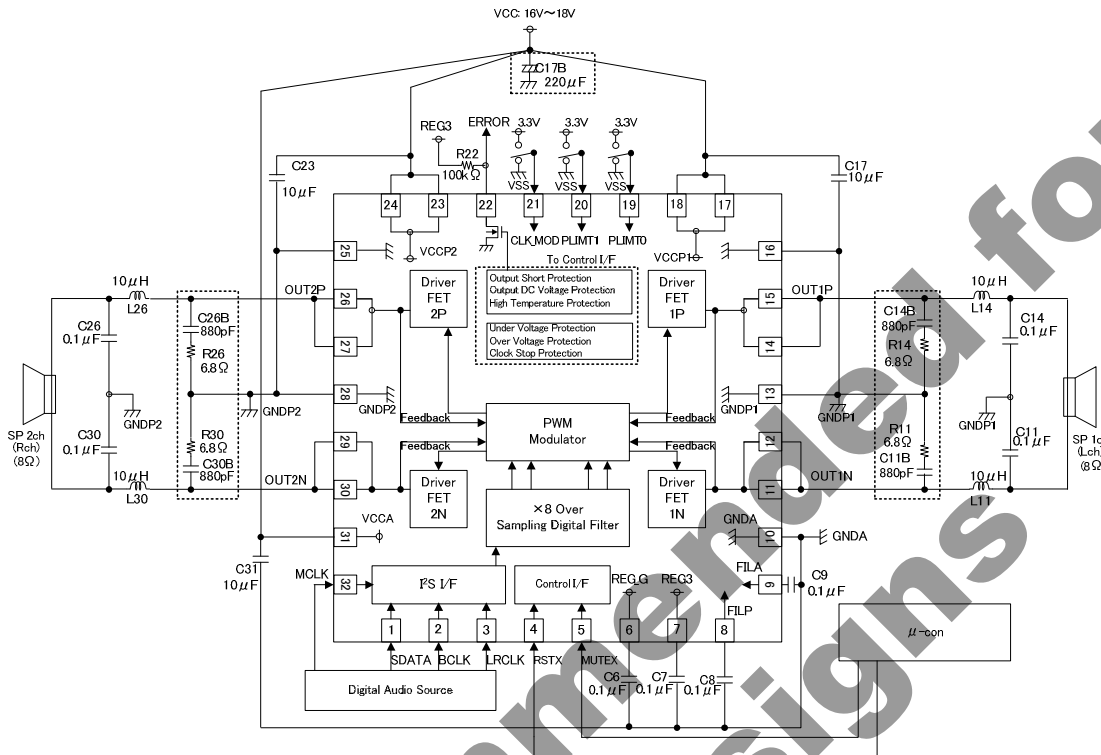 VCC: 16V～18V
C17B
220μF
REG3
ERROR
3.3V
3.3V
3.3V
R22
100kΩ
VSS
VSS
VSS
C23
10μF
C17
10μF
24
23
22
21
20
19
18
17
CLK_MOD
PLIMT1
PLIMT0
VCCP2
VCCP1
To Control I/F
25
16
Output Short Protection
Output DC Voltage Protection
High Temperature Protection
Under Voltage Protection
Over Voltage Protection
Clock Stop Protection
Driver
FET
2P
Driver
FET
1P
10μH
L26
OUT2P
26
27
C26
0.1μF
C26B
880pF
R26
6.8Ω
15
14
OUT1P
10μH
L14
C14B
880pF
R14
6.8Ω
C14
0.1μF
SP 2ch
(Rch)
(8Ω)
GNDP2
GNDP2
28
GNDP2
13
GNDP1
GNDP1
GNDP1
SP 1c
(Lch)
(8Ω
Feedback
Feedback
Feedback
Feedback
PWM
Modulator
C30
0.1μF
R30
6.8Ω
C30B
880pF
29
30
OUT2N
10μH
L30
12
11
OUT1N
R11
6.8Ω
C11B
880pF
C11
0.1μF
10μH
L11
Driver
FET
2N
Driver
FET
1N
×8 Over
Sampling Digital Filter
31
VCCA
GNDA
10
GNDA
C31
10μF
MCLK
32
I²S I/F
Control I/F
REG_G
REG3
FILA
9
C9
0.1μF
FILP
1
2
3
4
5
6
7
8
SDATA
BCLK
LRCLK
RSTX
MUTEX
C6
0.1μF
C7
0.1μF
C8
0.1μF
Digital Audio Source
μ-con
mmended for
signs